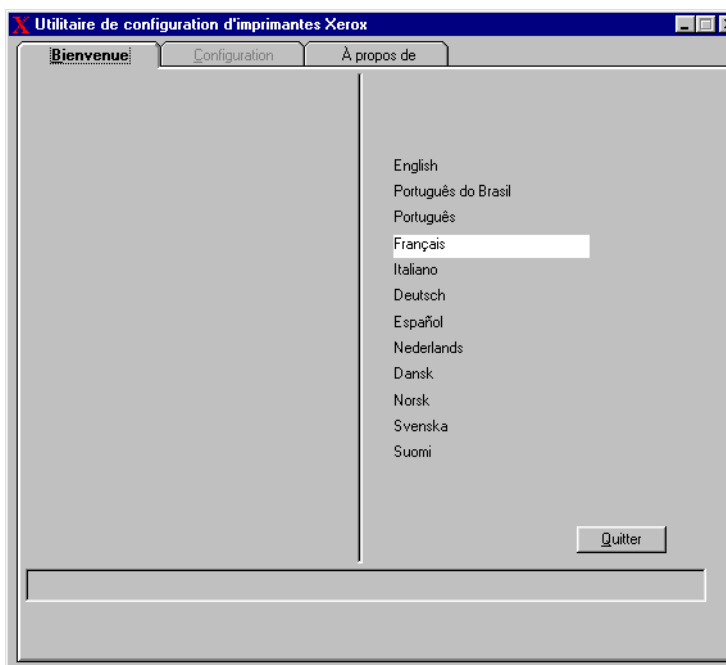 Utilitaire de configuration d'imprimantes Xerox
Bienvenue Configuration À propos de
English
Português do Brasil
Português
Français
Italiano
Deutsch
Español
Nederlands
Dansk
Norsk
Svenska
Suomi
Quitter